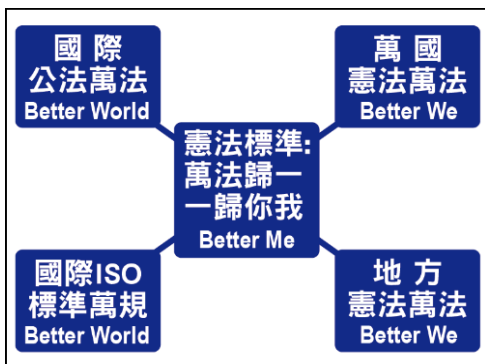 國 際
公法萬法
Better World
萬 國
憲法萬法
Better We
憲法標準:
萬法歸一
一歸你我
Better Me
國際ISO
標準萬規
Better World
地 方
憲法萬法
Better We